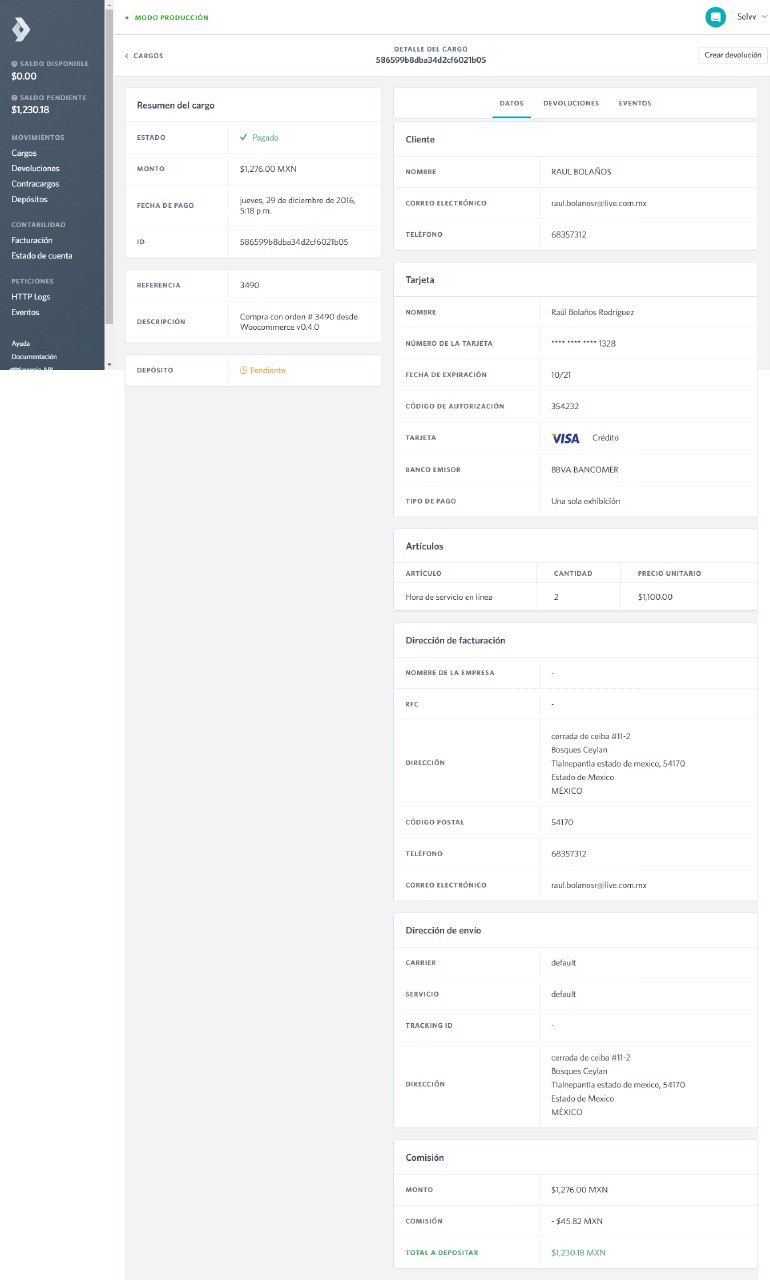 MODO PRODUCCIÓN
Selvv
SALDO DISPONIBLE
$0.00
SALDO PENDIENTE
$1,230.18
MOVIMIENTOS
Cargos
Devoluciones
Contracargos
Depósitos
CONTABILIDAD
Facturación
Estado de cuenta
PETICIONES
HTTP Logs
Eventos
Ayuda
Documentación
API
CARGOS
DETALLE DEL CARGO
586599b8dba34d2cf6021b05
Crear devolución
Resumen del cargo
ESTADO Pagado
MONTO $1,276.00 MXN
FECHA DE PAGO jueves, 29 de diciembre de 2016,
5:18 p.m.
ID 586599b8dba34d2cf6021b05
REFERENCIA 3490
DESCRIPCIÓN Compra con orden # 3490 desde
Woocommerce v0.4.0
DEPÓSITO Pendiente
DATOS DEVOLUCIONES EVENTOS
Cliente
NOMBRE RAUL BOLAÑOS
CORREO ELECTRÓNICO raul.bolanosr@live.com.mx
TELÉFONO 68357312
Tarjeta
NOMBRE Raúl Bolaños Rodriguez
NÚMERO DE LA TARJETA **** **** **** 1328
FECHA DE EXPIRACIÓN 10/21
CÓDIGO DE AUTORIZACIÓN 354232
TARJETA VISA Crédito
BANCO EMISOR BBVA BANCOMER
TIPO DE PAGO Una sola exhibición
Artículos
ARTÍCULO CANTIDAD PRECIO UNITARIO
Hora de servicio en línea 2 $1,100.00
Dirección de facturación
NOMBRE DE LA EMPRESA -
RFC -
DIRECCIÓN cerrada de ceiba #11-2
Bosques Ceylan
Tlalnepantla estado de mexico, 54170
Estado de Mexico
MÉXICO
CÓDIGO POSTAL 54170
TELÉFONO 68357312
CORREO ELECTRÓNICO raul.bolanosr@live.com.mx
Dirección de envío
CARRIER default
SERVICIO default
TRACKING ID -
DIRECCIÓN cerrada de ceiba #11-2
Bosques Ceylan
Tlalnepantla estado de mexico, 54170
Estado de Mexico
MÉXICO
Comisión
MONTO $1,276.00 MXN
COMISIÓN - $45.82 MXN
TOTAL A DEPOSITAR $1,230.18 MXN